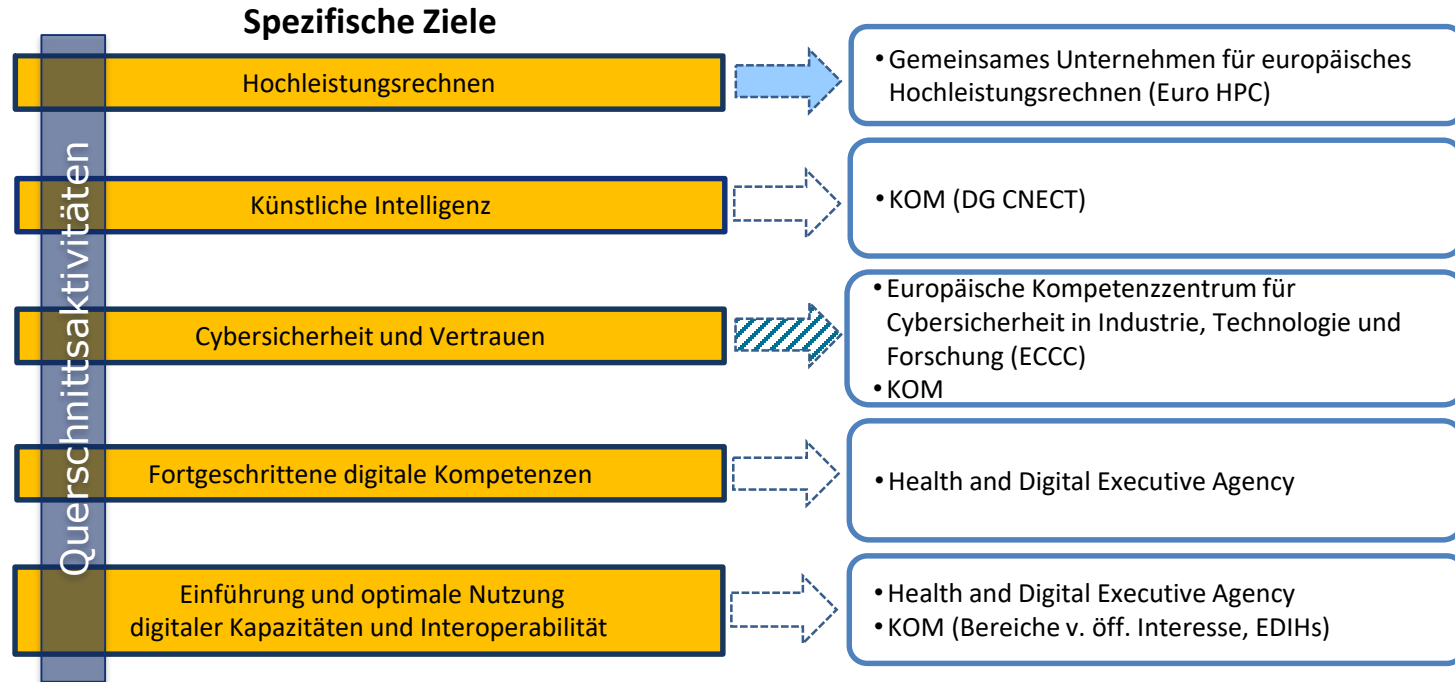 Spezifische Ziele
Querschnittsaktivitäten
Hochleistungsrechnen
• Gemeinsames Unternehmen für europäisches
Hochleistungsrechnen (Euro HPC)
Künstliche Intelligenz
• KOM (DG CNECT)
Cybersicherheit und Vertrauen
• Europäische Kompetenzzentrum für
Cybersicherheit in Industrie, Technologie und
Forschung (ECCC)
• KOM
Fortgeschrittene digitale Kompetenzen
• Health and Digital Executive Agency
Einführung und optimale Nutzung
digitaler Kapazitäten und Interoperabilität
• Health and Digital Executive Agency
• KOM (Bereiche v. öff. Interesse, EDIHs)